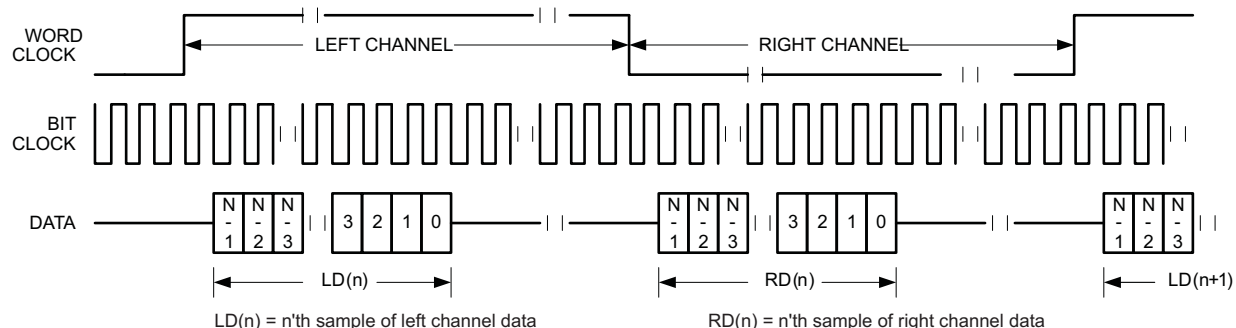 WORD
CLOCK
LEFT CHANNEL
RIGHT CHANNEL
BIT
CLOCK
DATA
N
-
1
N
-
2
N
-
3
3 2 1 0
N
-
1
N
-
2
N
-
3
3 2 1 0
N
-
1
N
-
2
N
-
3
LD(n)
RD(n)
LD(n+1)
LD(n) = n'th sample of left channel data
RD(n) = n'th sample of right channel data